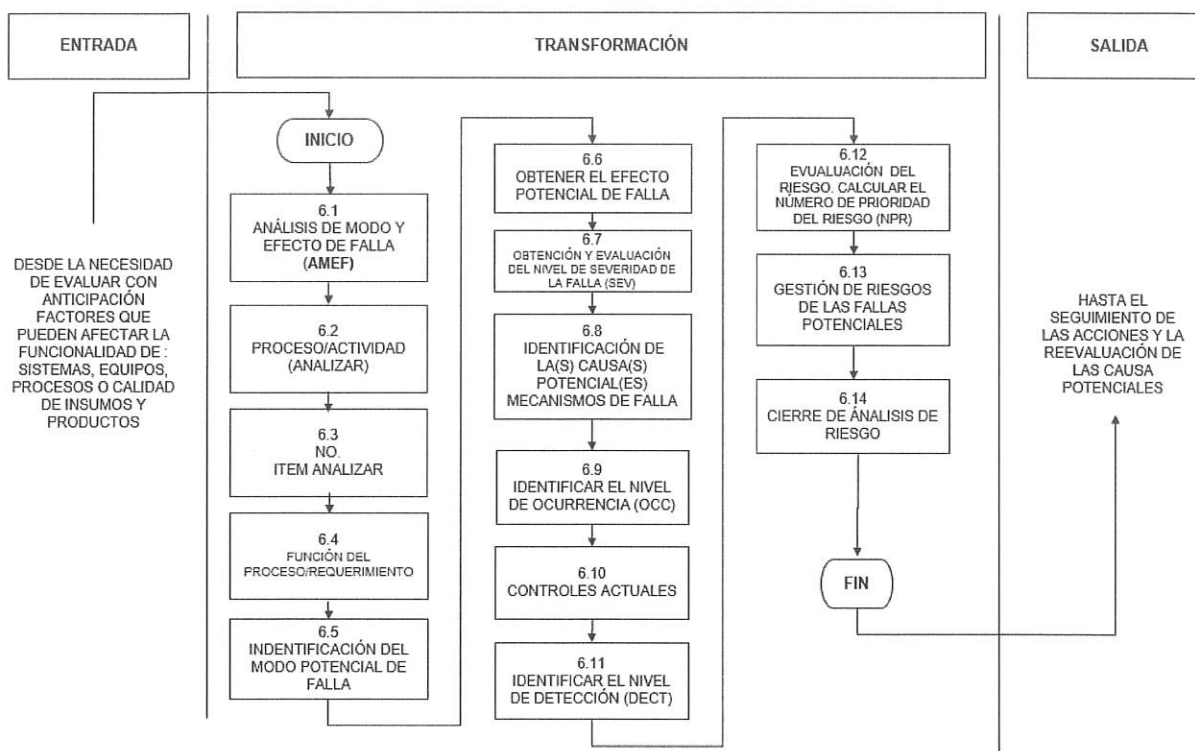 ENTRADA
TRANSFORMACIÓN
SALIDA
DESDE LA NECESIDAD
DE EVALUAR CON
ANTICIPACIÓN
FACTORES QUE
PUEDEN AFECTAR LA
FUNCIONALIDAD DE :
SISTEMAS, EQUIPOS,
PROCESOS O CALIDAD
DE INSUMOS Y
PRODUCTOS
INICIO
6.1
ANÁLISIS DE MODO Y
EFECTO DE FALLA
(AMEF)
6.2
PROCESO/ACTIVIDAD
(ANALIZAR)
6.3
NO.
ITEM ANALIZAR
6.4
FUNCIÓN DEL
PROCESO/REQUERIMIENTO
6.5
INDENTIFICACIÓN DEL
MODO POTENCIAL DE
FALLA
6.6
OBTENER EL EFECTO
POTENCIAL DE FALLA
6.7
OBTENCIÓN Y EVALUACIÓN
DEL NIVEL DE SEVERIDAD DE
LA FALLA (SEV)
6.8
IDENTIFICACIÓN DE
LA(S) CAUSA(S)
POTENCIAL(ES)
MECANISMOS DE FALLA
6.9
IDENTIFICAR EL NIVEL
DE OCURRENCIA (OCC)
6.10
CONTROLES ACTUALES
6.11
IDENTIFICAR EL NIVEL
DE DETECCIÓN (DECT)
6.12
EVUALUACIÓN DEL
RIESGO. CALCULAR EL
NÚMERO DE PRIORIDAD
DEL RIESGO (NPR)
6.13
GESTIÓN DE RIESGOS
DE LAS FALLAS
POTENCIALES
6.14
CIERRE DE ÁNALISIS DE
RIESGO
FIN
HASTA EL
SEGUIMIENTO DE
LAS ACCIONES Y LA
REEVALUACIÓN DE
LAS CAUSA
POTENCIALES